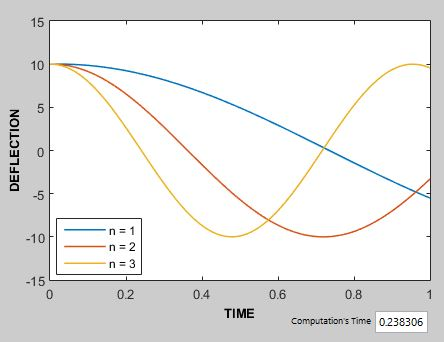 15
10
5
0
-5
-10
-15
DEFLECTION
n = 1
n = 2
n = 3
0 0.2 0.4 0.6 0.8 1
TIME
Computation's Time 0.238306